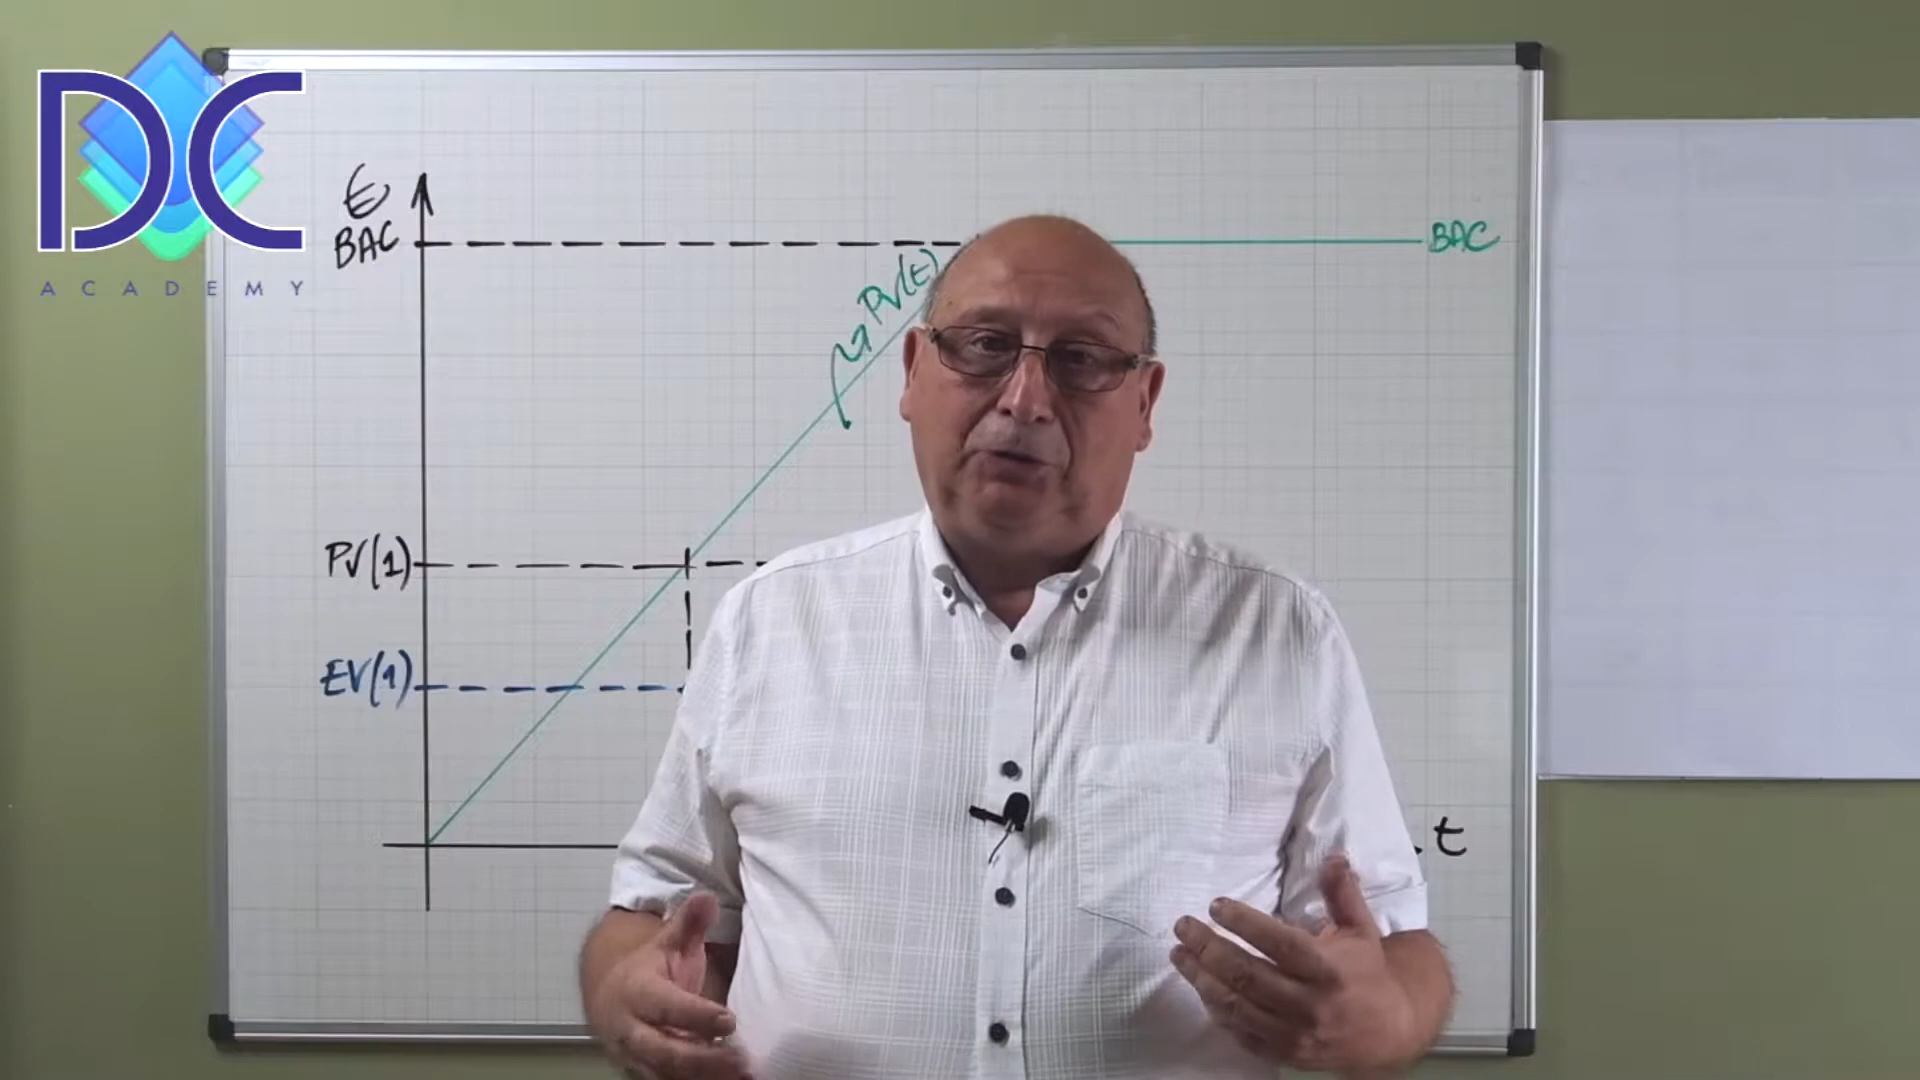 DC
ACADEMY
€
BAC
BAC
PV(t)
PV(1)
EV(1)
t